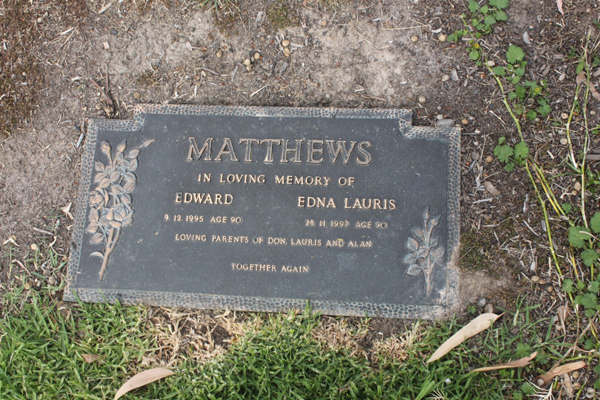 MATTHEWS
IN LOVING MEMORY OF
EDWARD EDNA LAURIS
9.12.1995 AGE 90 28.11.1997 AGE 90
LOVING PARENTS OF DON, LAURIS AND ALAN
TOGETHER AGAIN